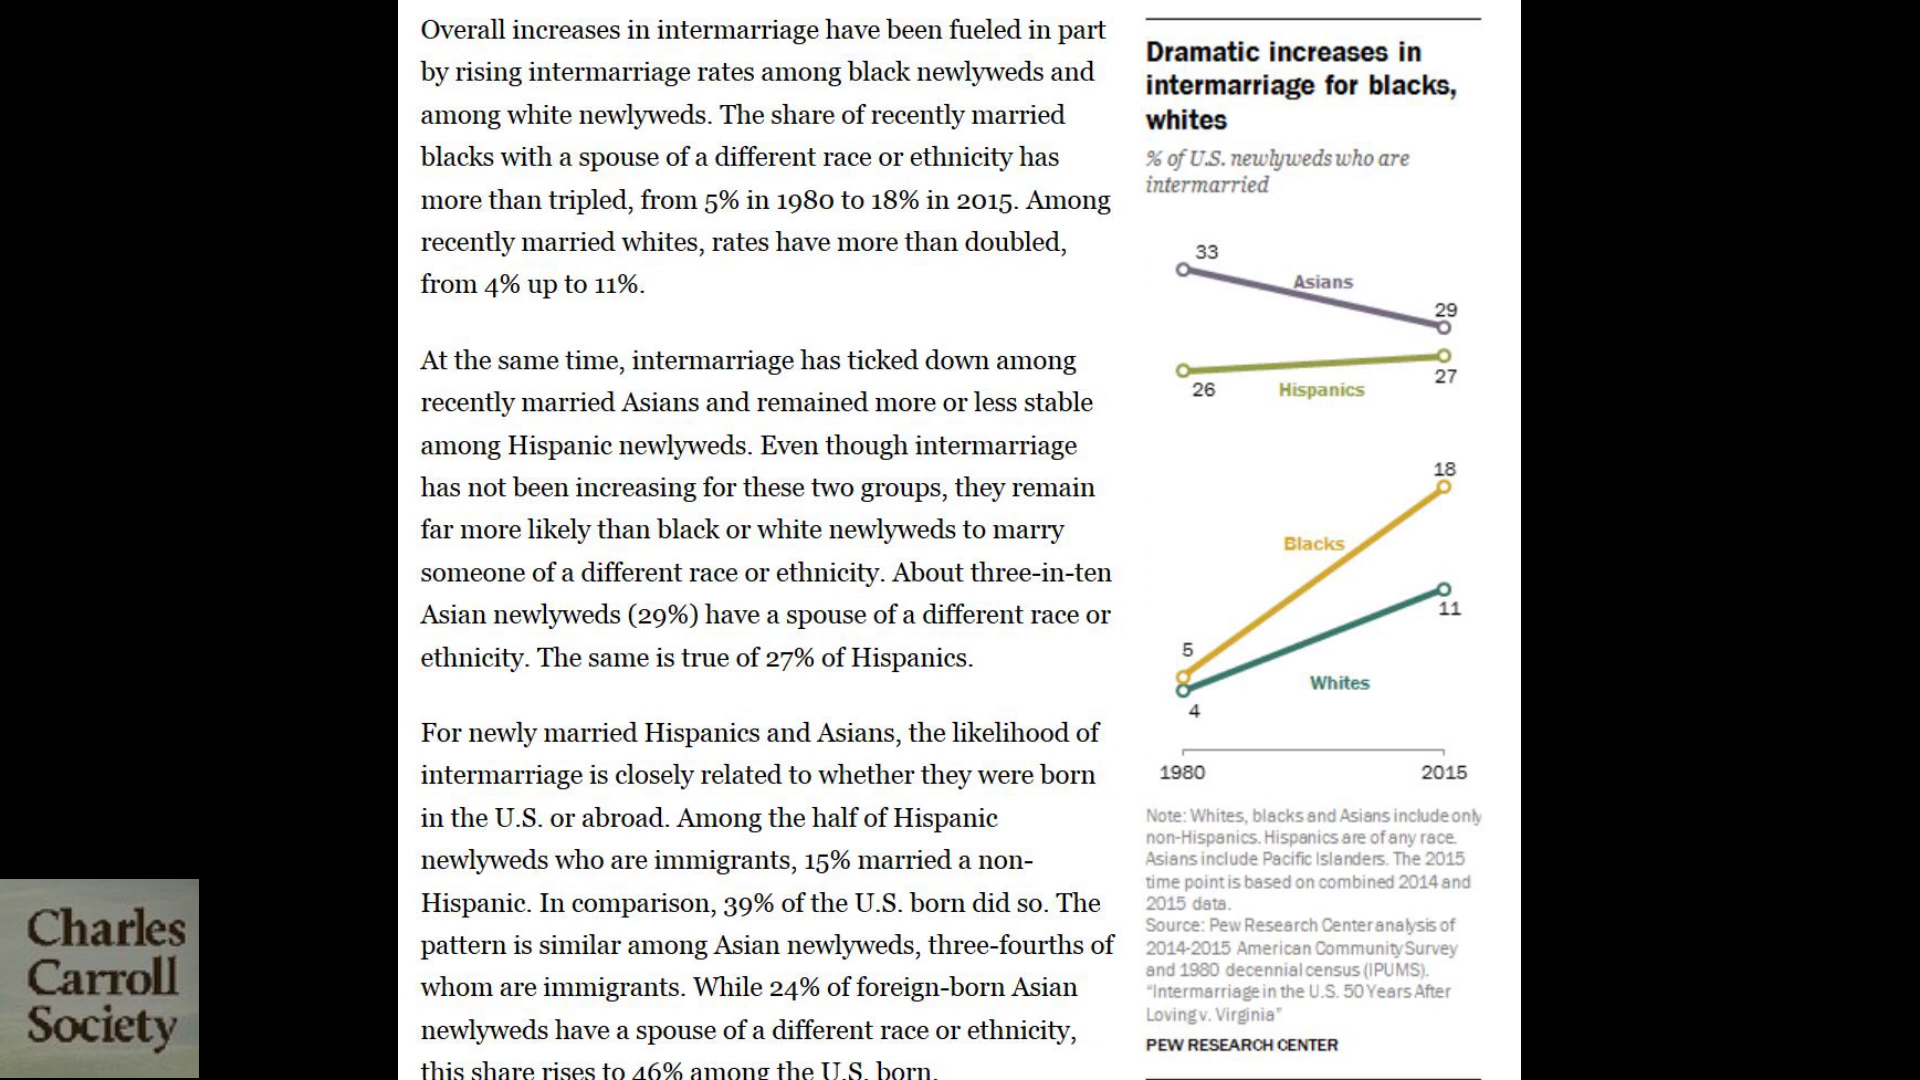 Overall increases in intermarriage have been fueled in part
by rising intermarriage rates among black newlyweds and
among white newlyweds. The share of recently married
blacks with a spouse of a different race or ethnicity has
more than tripled, from 5% in 1980 to 18% in 2015. Among
recently married whites, rates have more than doubled,
from 4% up to 11%.
At the same time, intermarriage has ticked down among
recently married Asians and remained more or less stable
among Hispanic newlyweds. Even though intermarriage
has not been increasing for these two groups, they remain
far more likely than black or white newlyweds to marry
someone of a different race or ethnicity. About three-in-ten
Asian newlyweds (29%) have a spouse of a different race or
ethnicity. The same is true of 27% of Hispanics.
For newly married Hispanics and Asians, the likelihood of
intermarriage is closely related to whether they were born
in the U.S. or abroad. Among the half of Hispanic
newlyweds who are immigrants, 15% married a non-
Hispanic. In comparison, 39% of the U.S. born did so. The
pattern is similar among Asian newlyweds, three-fourths of
whom are immigrants. While 24% of foreign-born Asian
newlyweds have a spouse of a different race or ethnicity,
this share rises to 46% among the U.S. born.
Dramatic increases in
intermarriage for blacks,
whites
% of U.S. newlyweds who are
intermarried
33
Asians
29
26
Hispanics
27
18
Blacks
11
5
Whites
4
1980
2015
Note: Whites, blacks and Asians include only
non-Hispanics. Hispanics are of any race.
Asians include Pacific Islanders. The 2015
time point is based on combined 2014 and
2015 data.
Source: Pew Research Center analysis of
2014-2015 American Community Survey
and 1980 decennial census (IPUMS).
"Intermarriage in the U.S. 50 Years After
Loving v. Virginia"
PEW RESEARCH CENTER
Charles
Carroll
Society